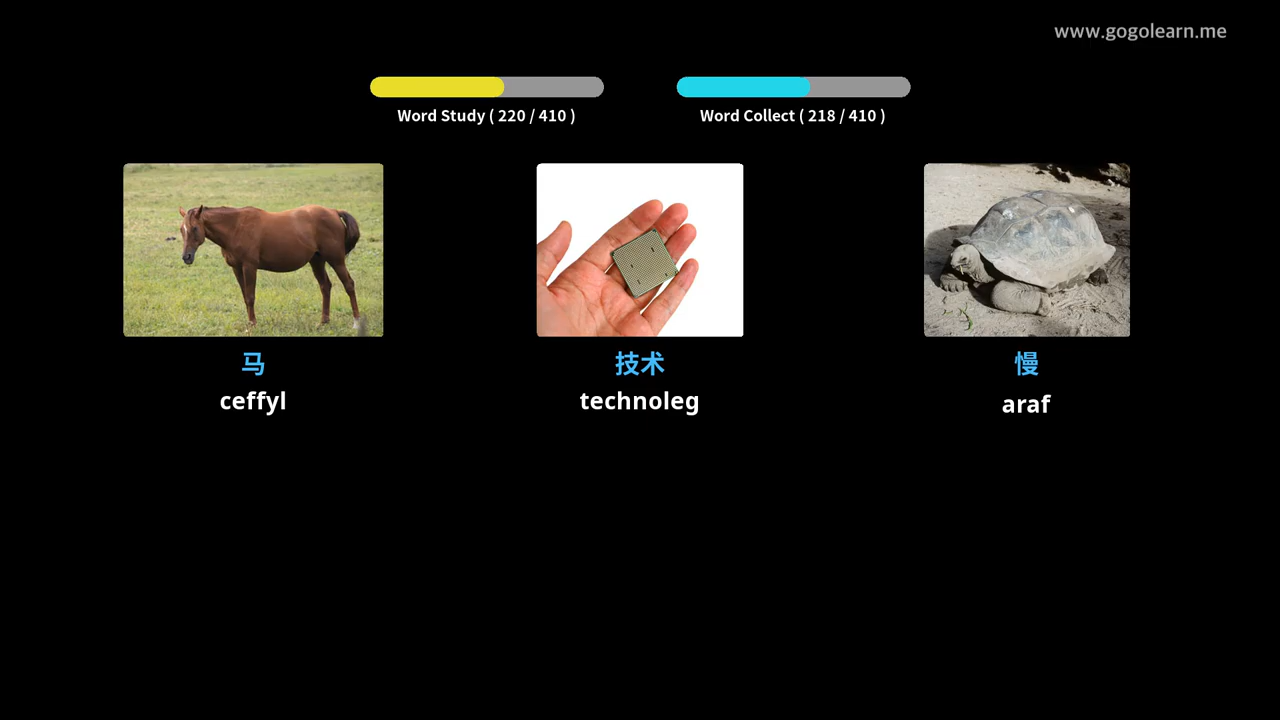 www.gogolearn.me
Word Study ( 220 / 410 )
Word Collect ( 218 / 410 )
马
技术
慢
ceffyl
technoleg
araf